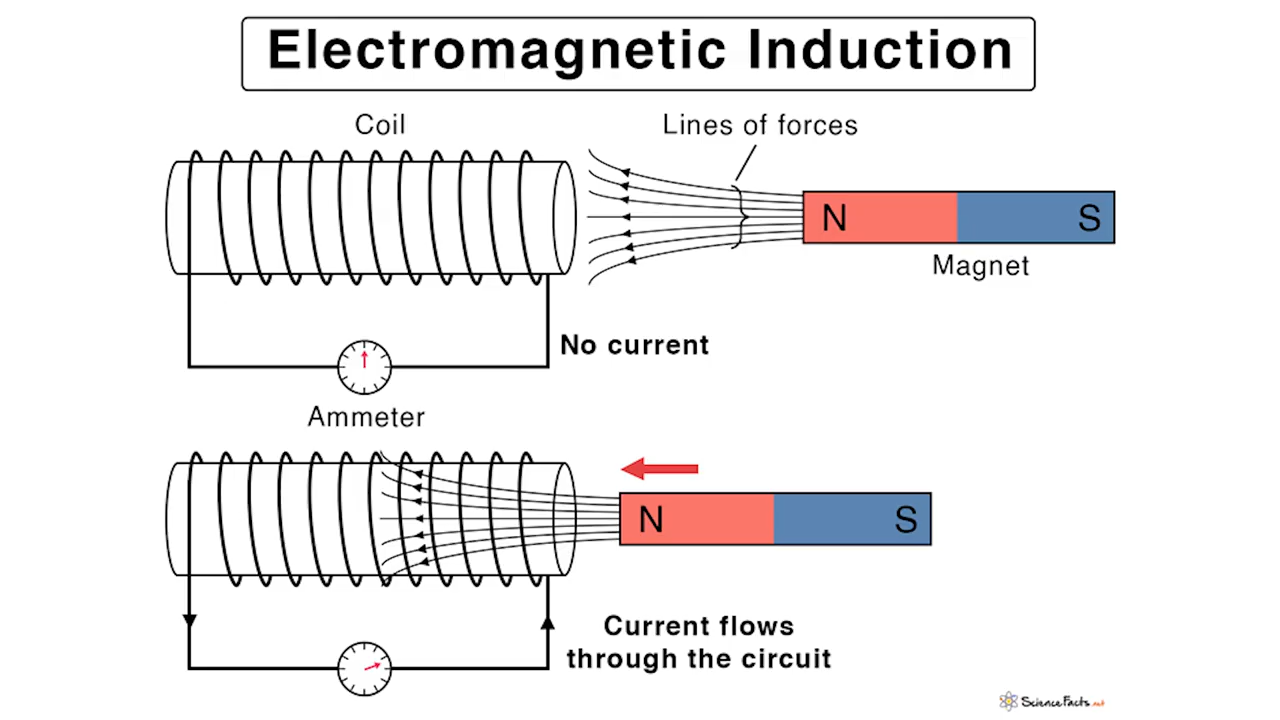 Electromagnetic Induction
Coil
Lines of forces
N
S
Magnet
No current
Ammeter
N
S
Current flows
through the circuit
ScienceFacts.net